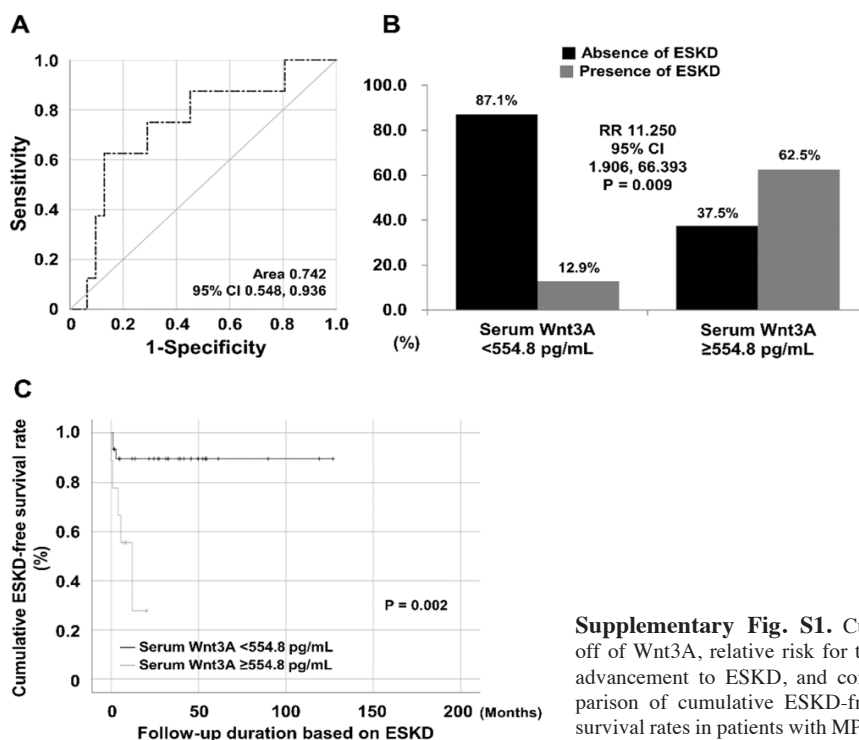 A
1.0
0.8
0.6
0.4
0.2
0
Sensitivity
Area 0.742
95% CI 0.548, 0.936
0 0.2 0.4 0.6 0.8 1.0
1-Specificity
B
Absence of ESKD
Presence of ESKD
100.0
80.0
60.0
40.0
20.0
0.0
(%)
87.1%
12.9%
RR 11.250
95% CI
1.906, 66.393
P = 0.009
37.5%
62.5%
Serum Wnt3A
<554.8 pg/mL
Serum Wnt3A
≥554.8 pg/mL
C
Cumulative ESKD-free survival rate
(%)
1.0
0.8
0.6
0.4
0.2
0
P = 0.002
Serum Wnt3A <554.8 pg/mL
Serum Wnt3A ≥554.8 pg/mL
0 50 100 150 200 (Months)
Follow-up duration based on ESKD
Supplementary Fig. S1.
off of Wnt3A, relative risk for
advancement to ESKD, and
parison of cumulative
survival rates in patients with